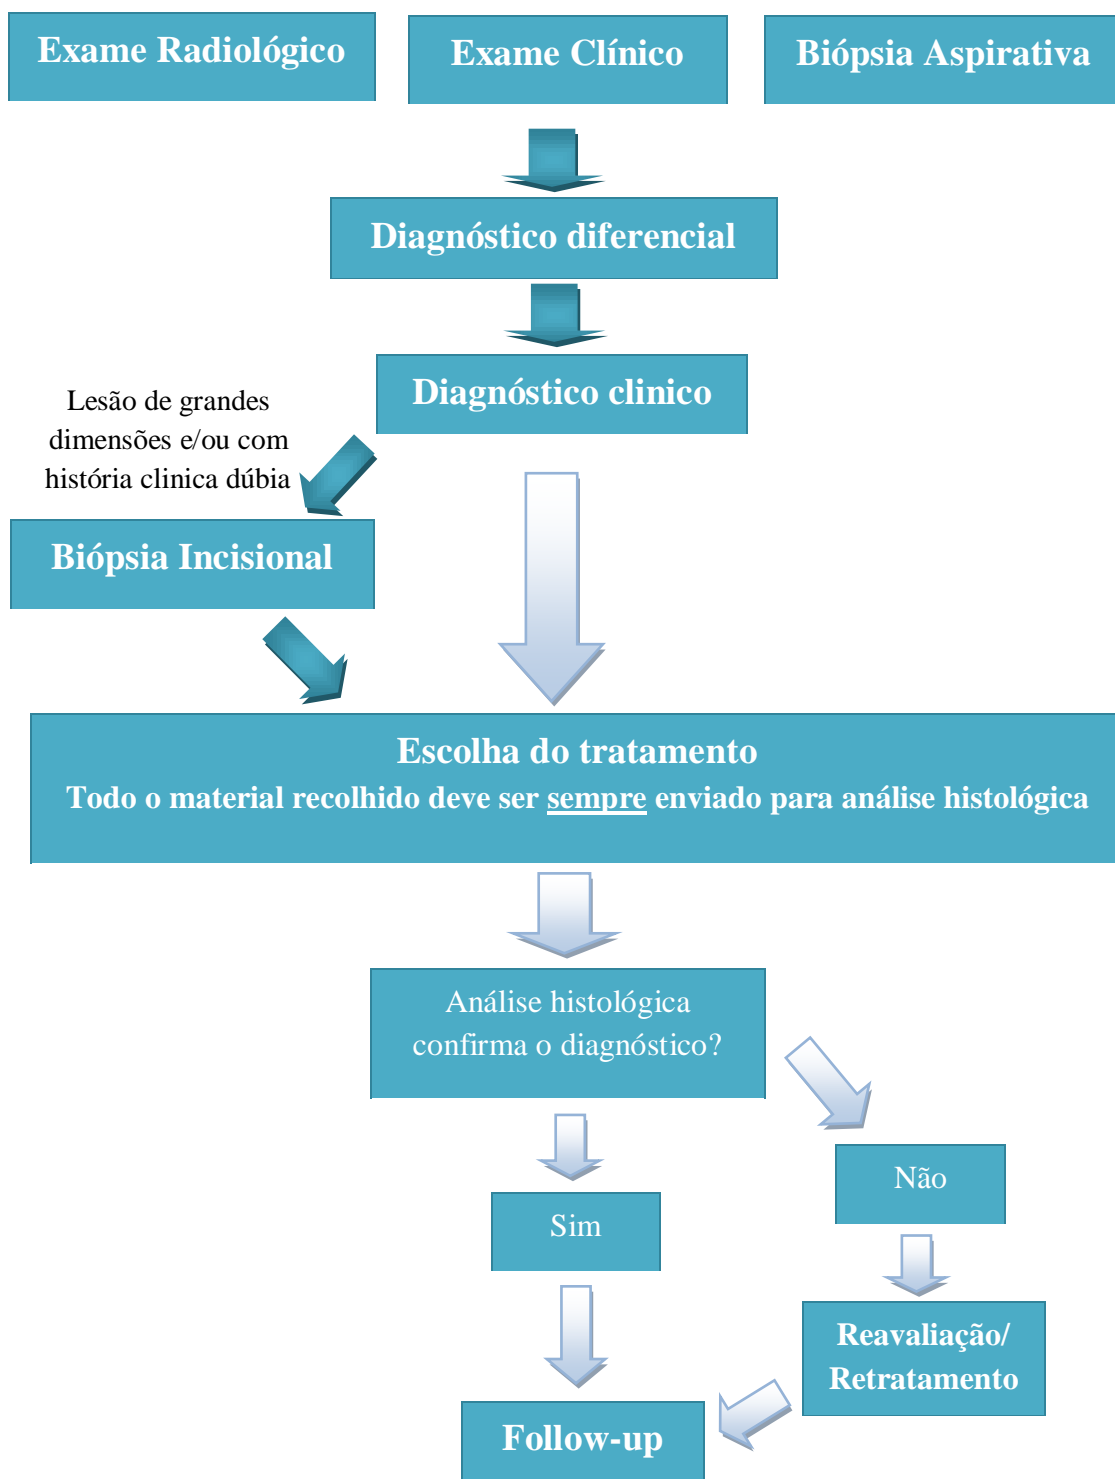 Exame Radiológico
Exame Clínico
Biópsia Aspirativa
Diagnóstico diferencial
Diagnóstico clinico
Lesão de grandes
dimensões e/ou com
história clinica dúbia
Biópsia Incisional
Escolha do tratamento
Todo o material recolhido deve ser sempre enviado para análise histológica
Análise histológica
confirma o diagnóstico?
Não
Sim
Reavaliação/
Retratamento
Follow-up